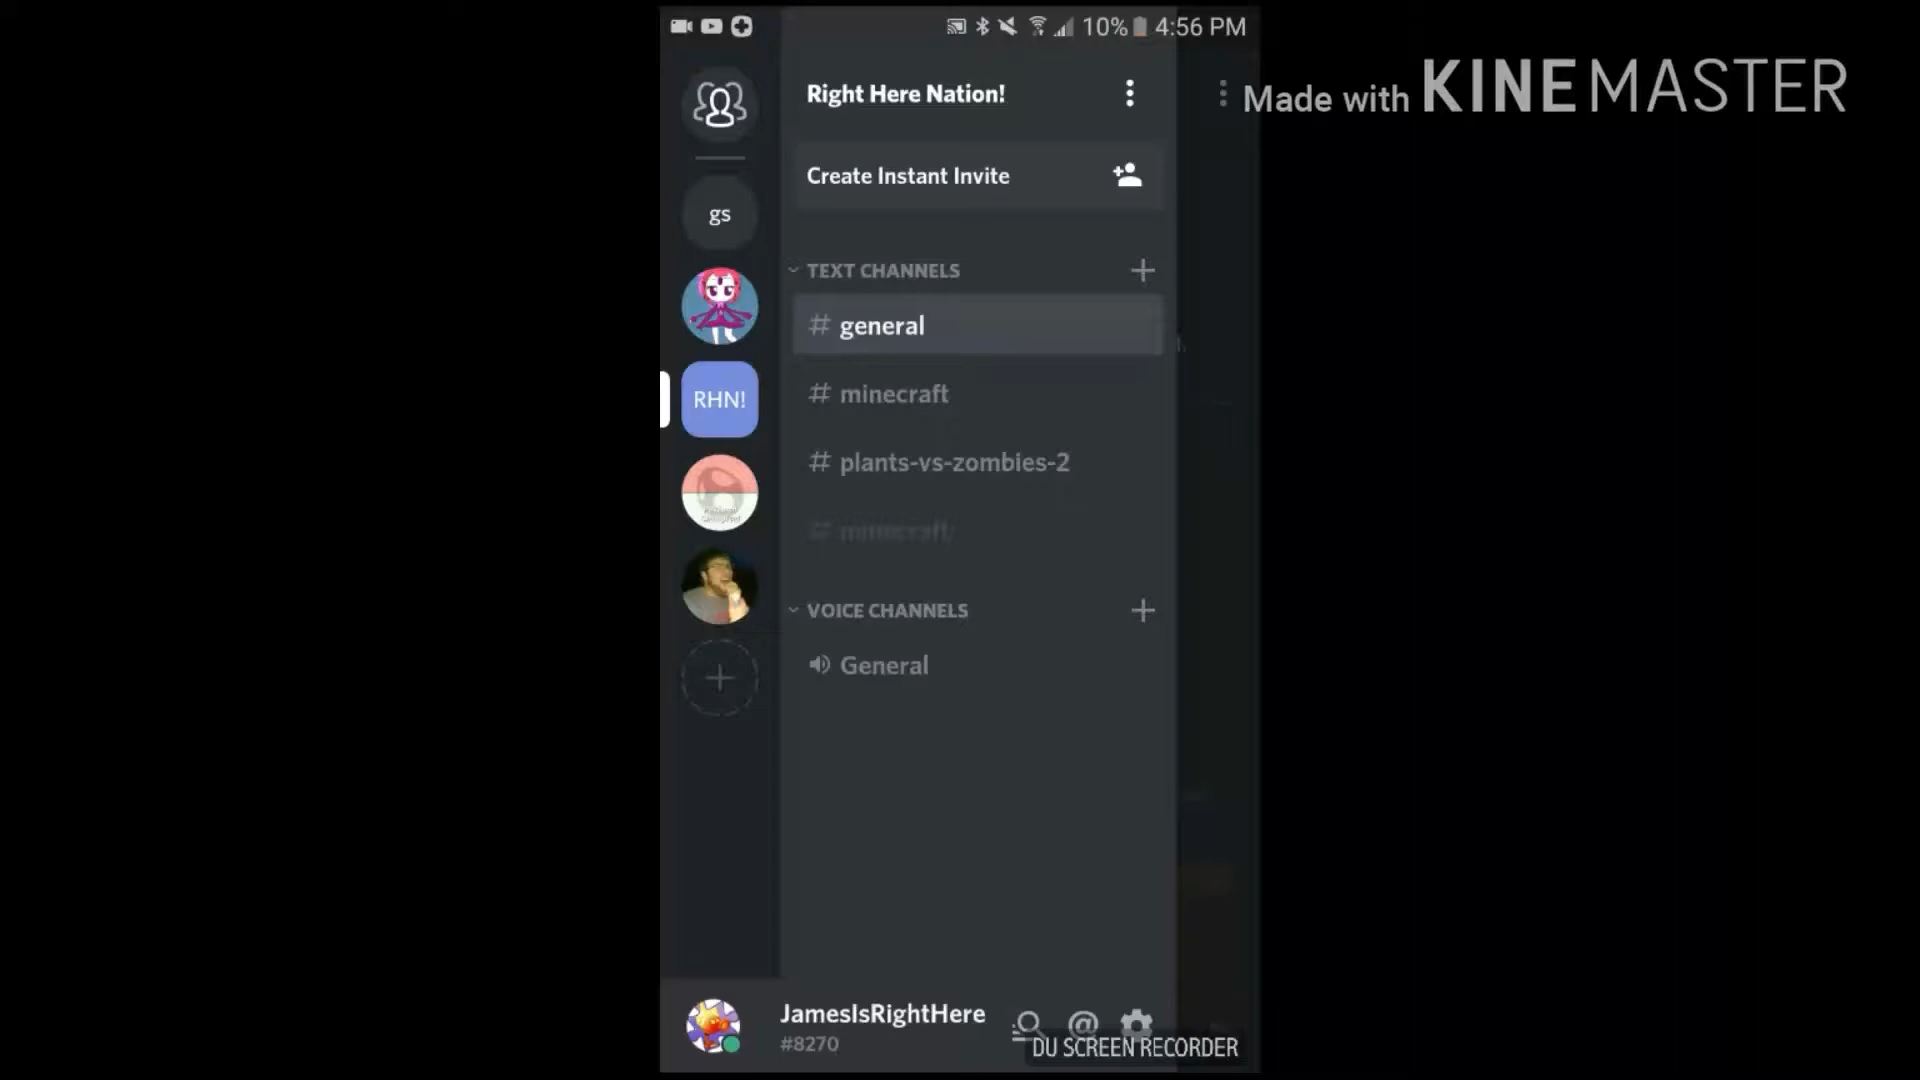 10% 4:56 PM
Made with KINEMASTER
Right Here Nation!
Create Instant Invite
gs
TEXT CHANNELS
# general
# minecraft
RHN!
# plants-vs-zombies-2
# minecraft
VOICE CHANNELS
General
JamesIsRightHere
#8270
@
DU SCREEN RECORDER